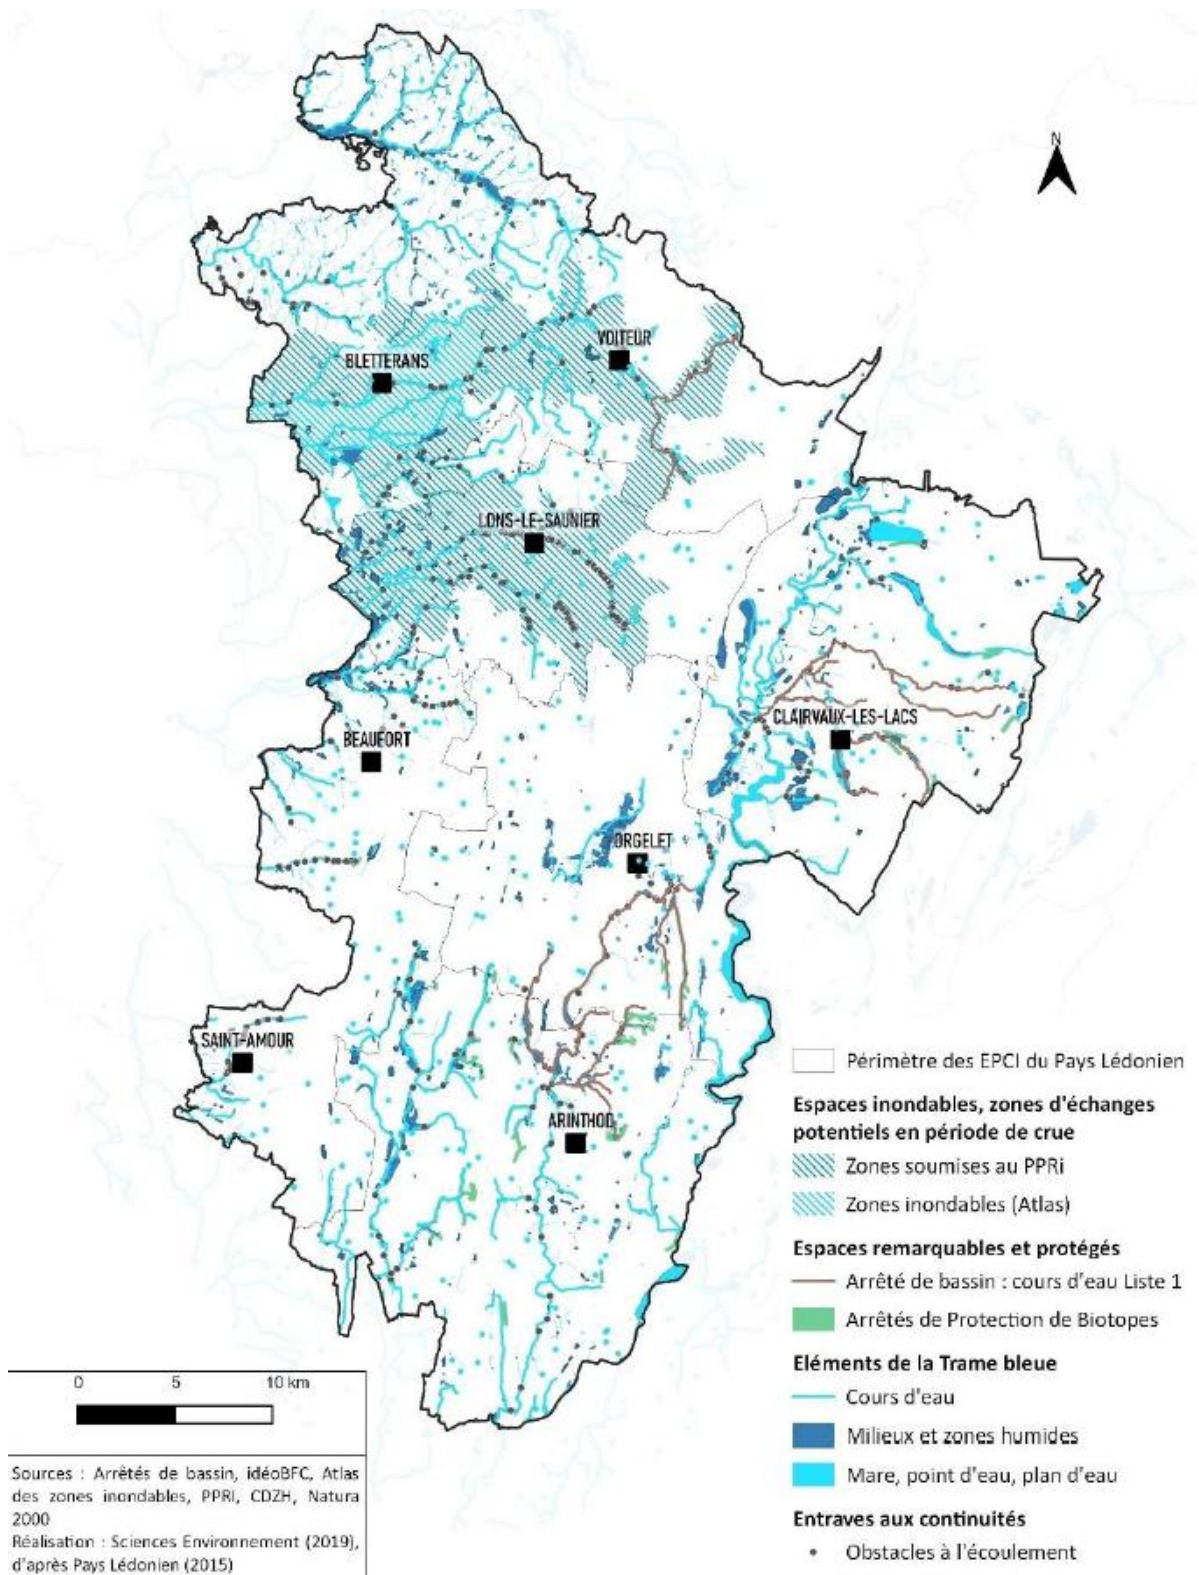 N
VOITEUR
BLETTERANS
LONS-LE-SAUNIER
CLAIRVAUX-LES-LACS
BEAUFORT
ORGELET
SAINT-AMOUR
ARINTHOD
Périmètre des EPCI du Pays Lédonien
Espaces inondables, zones d'échanges
potentiels en période de crue
Zones soumises au PPRi
Zones inondables (Atlas)
Espaces remarquables et protégés
Arrêté de bassin : cours d'eau Liste 1
Arrêtés de Protection de Biotopes
Eléments de la Trame bleue
Cours d'eau
Milieux et zones humides
Mare, point d'eau, plan d'eau
Entraves aux continuités
Obstacles à l'écoulement
0 5 10 km
Sources : Arrêtés de bassin, idéoBFC, Atlas
des zones inondables, PPRI, CDZH, Natura
2000
Réalisation : Sciences Environnement (2019),
d'après Pays Lédonien (2015)